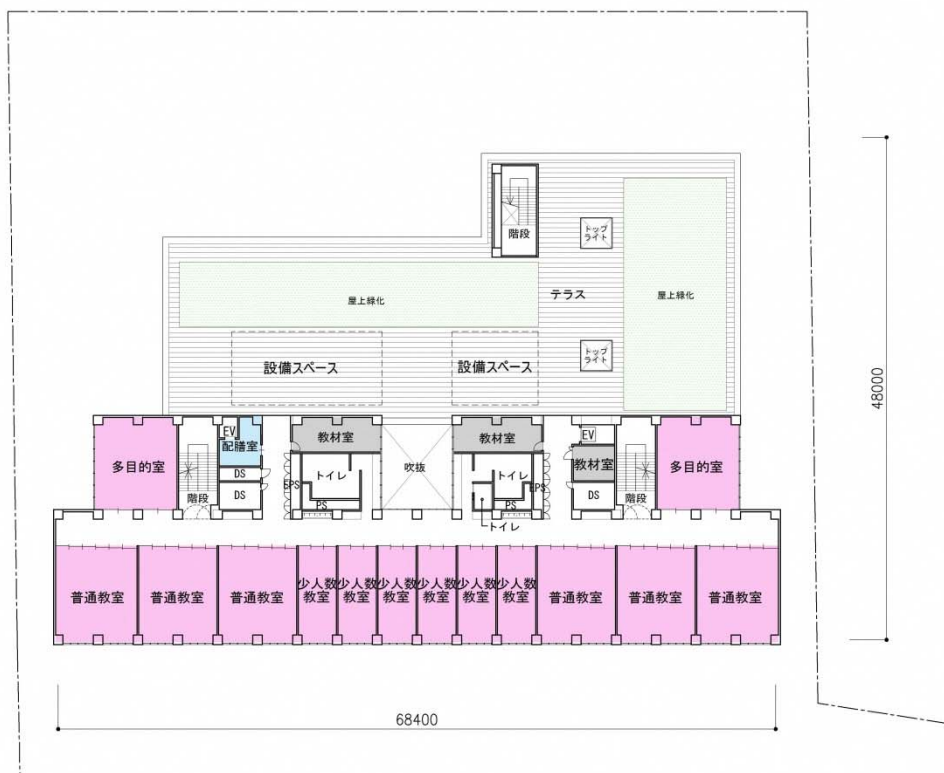 階段
トップ
ライト
屋上緑化
テラス
屋上緑化
トップ
ライト
設備スペース
設備スペース
48000
EV
配膳室
教材室
教材室
EV
多目的室
吹抜
教材室
多目的室
DS
トイレ
トイレ
DS
EPS
EPS
DS
階段
階段
PS
PS
トイレ
少人数
教室
少人数
教室
少人数
教室
少人数
教室
少人数
教室
少人数
教室
普通教室
普通教室
普通教室
普通教室
普通教室
普通教室
68400